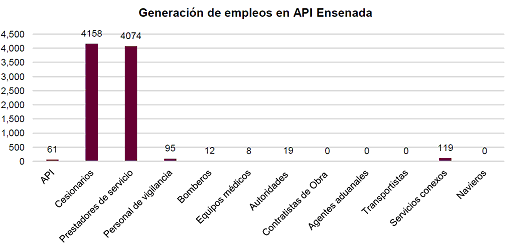 Generación de empleos en API Ensenada
4,500
4,000
3,500
3,000
2,500
2,000
1,500
1,000
500
0
61
4158
4074
95
12
8
19
0
0
0
119
0
API
Cesionarios
Prestadores de servicio
Personal de vigilancia
Bomberos
Equipos médicos
Autoridades
Contratistas de Obra
Agentes aduanales
Transportistas
Servicios conexos
Navieros